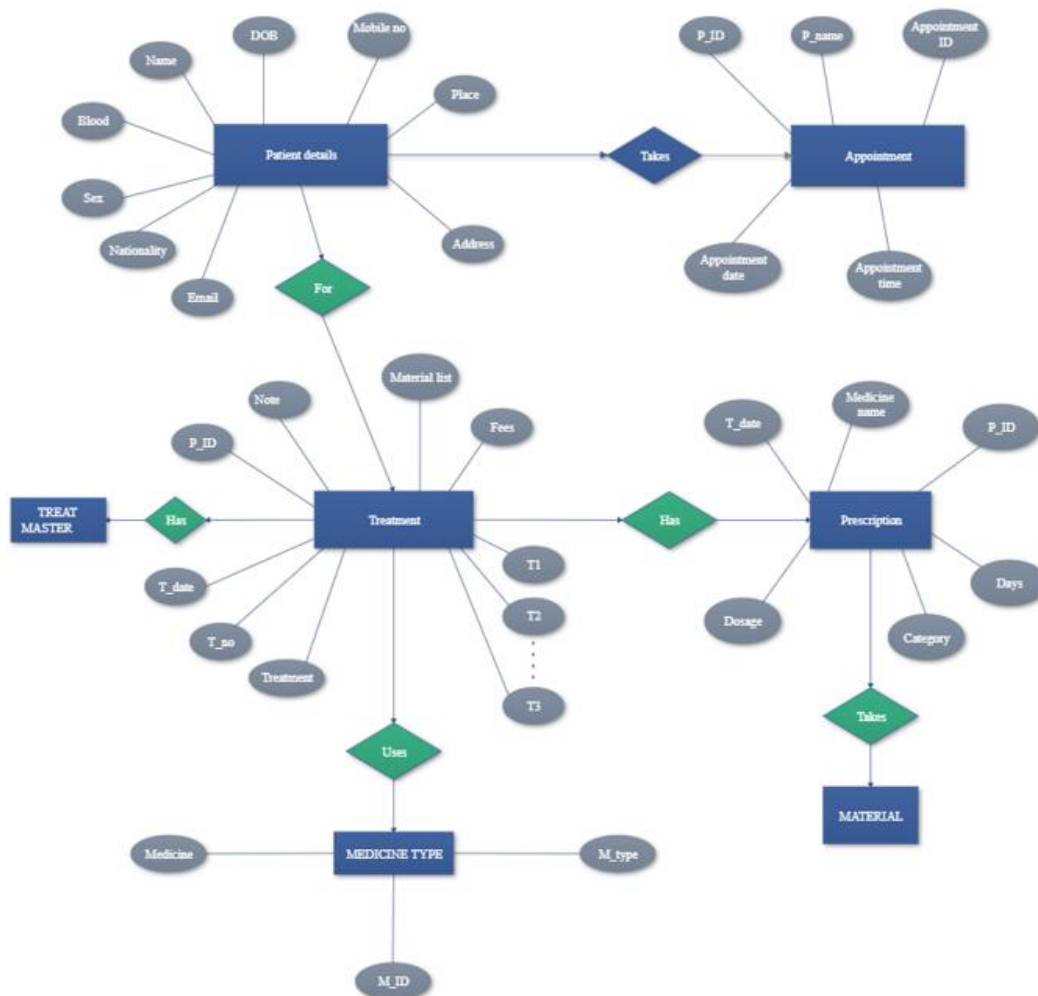 DOB
Mobile no
P_ID
P_name
Appointment
ID
Name
Place
Blood
Patient details
Takes
Appointment
Sex
Nationality
Address
Email
Appointment
date
Appointment
time
For
Material list
Note
Fees
Medicine
name
T_date
P_ID
P_ID
TREAT
MASTER
Has
Treatment
Has
Prescription
T1
T_date
T2
Days
Dosage
T_no
Category
Treatment
T3
Takes
Uses
MATERIAL
Medicine
MEDICINE TYPE
M_type
M_ID